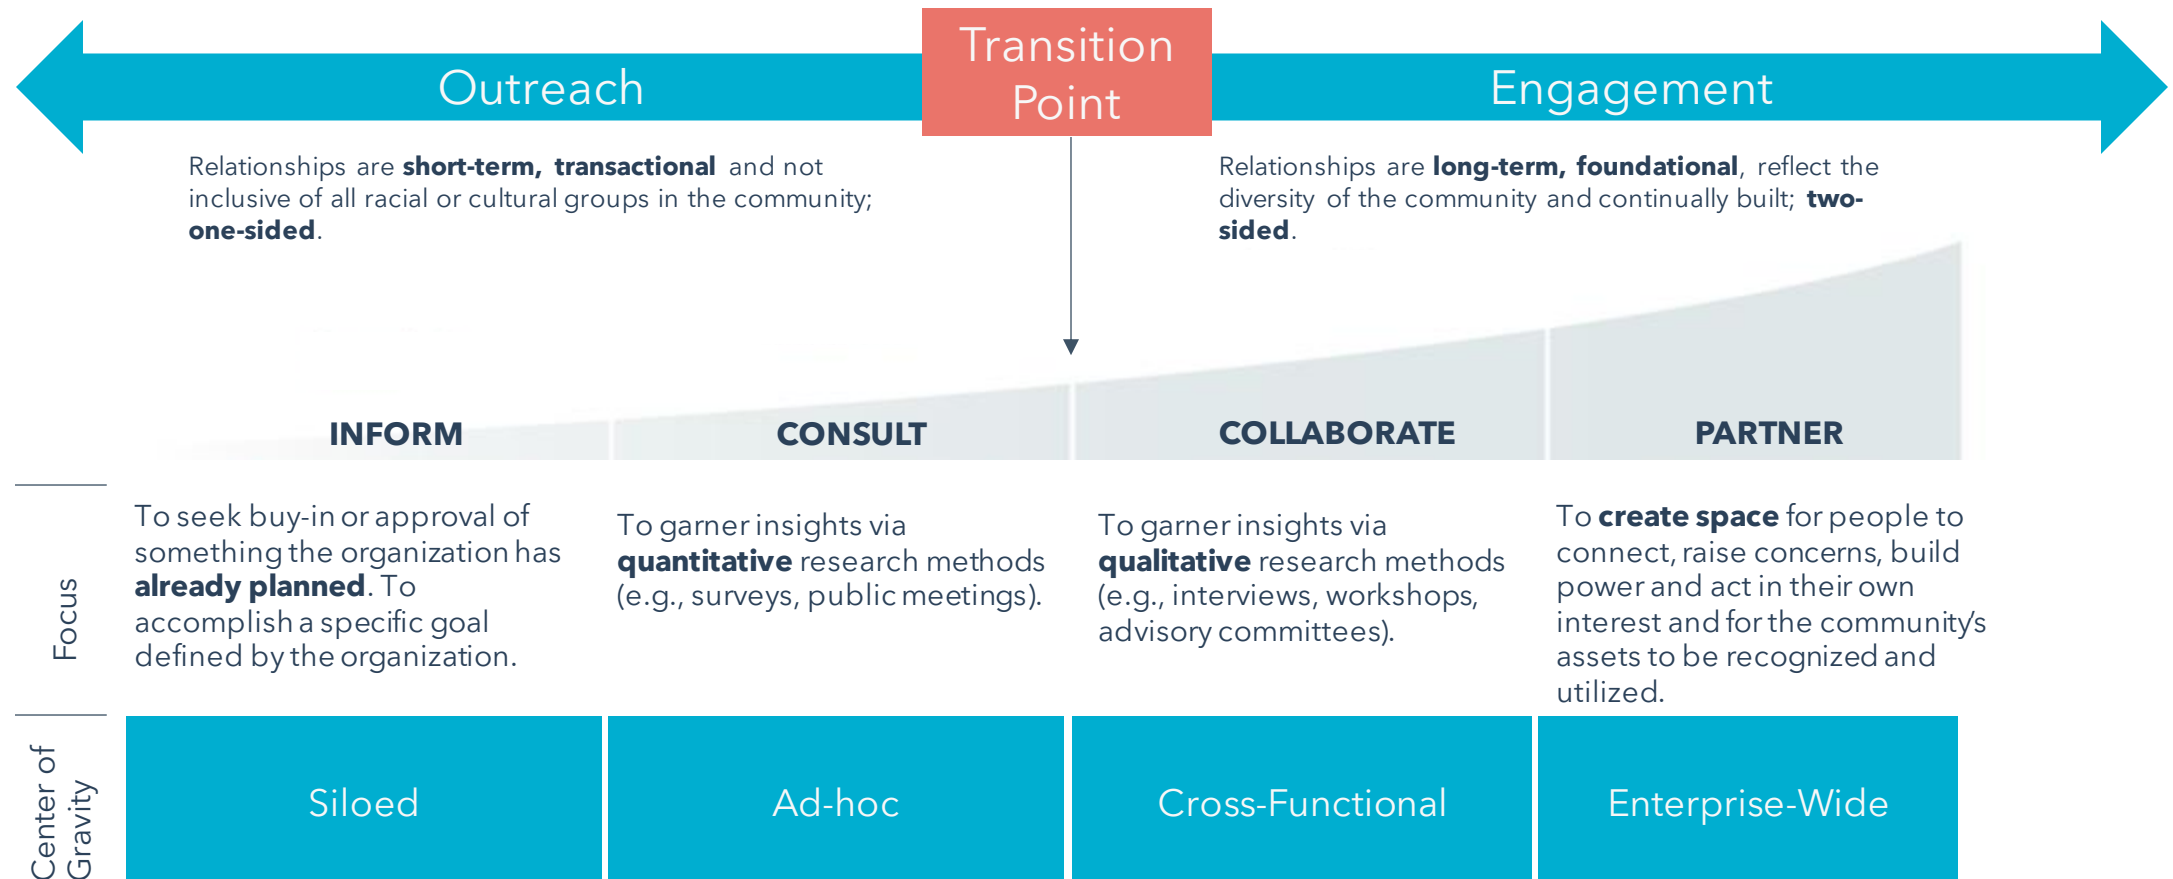 Outreach
Transition
Point
Engagement
Relationships are short-term, transactional and not
inclusive of all racial or cultural groups in the community;
one-sided.
Relationships are long-term, foundational, reflect the
diversity of the community and continually built; two-
sided.
INFORM
CONSULT
COLLABORATE
PARTNER
Focus
To seek buy-in or approval of
something the organization has
already planned. To
accomplish a specific goal
defined by the organization.
To garner insights via
quantitative research methods
(e.g., surveys, public meetings).
To garner insights via
qualitative research methods
(e.g., interviews, workshops,
advisory committees).
To create space for people to
connect, raise concerns, build
power and act in their own
interest and for the community's
assets to be recognized and
utilized.
Center of
Gravity
Siloed
Ad-hoc
Cross-Functional
Enterprise-Wide